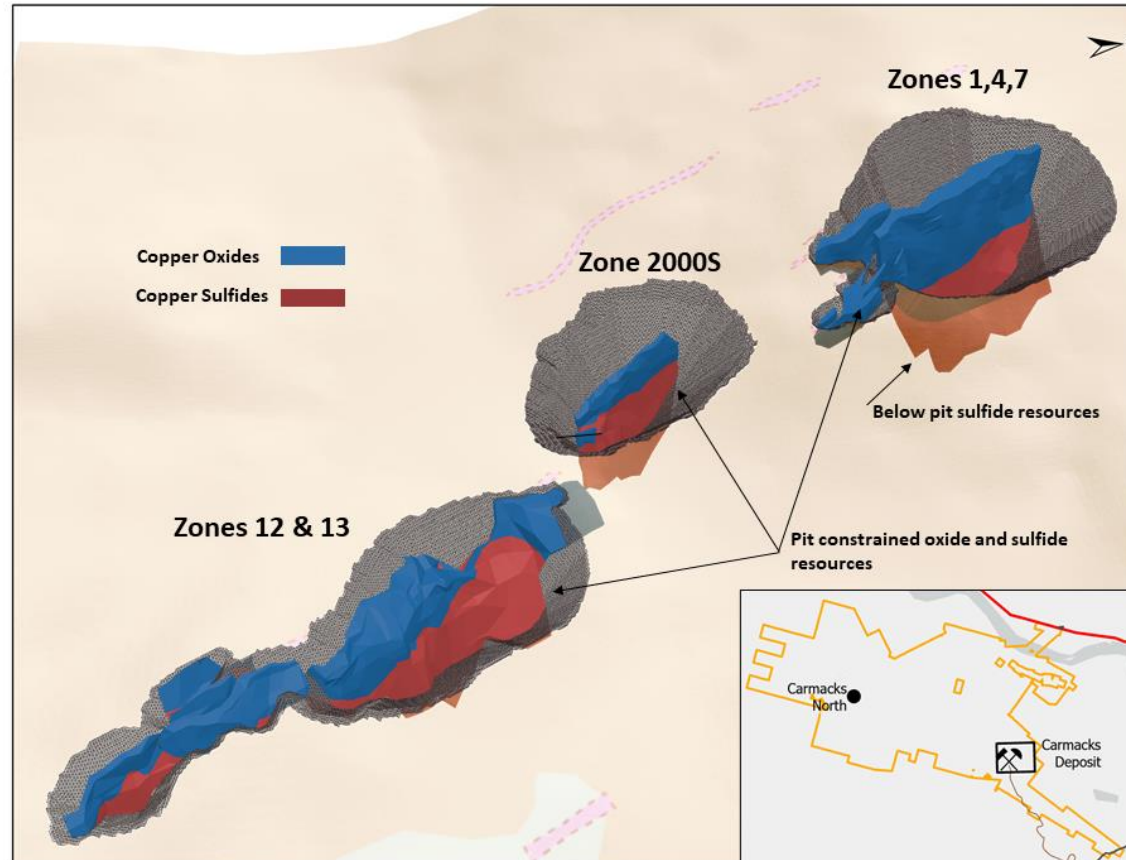 Zones 1,4,7
Copper Oxides
Zone 2000S
Copper Sulfides
Below pit sulfide resources
Zones 12 & 13
Pit constrained oxide and sulfide
resources
Carmacks
North
Carmacks
Deposit